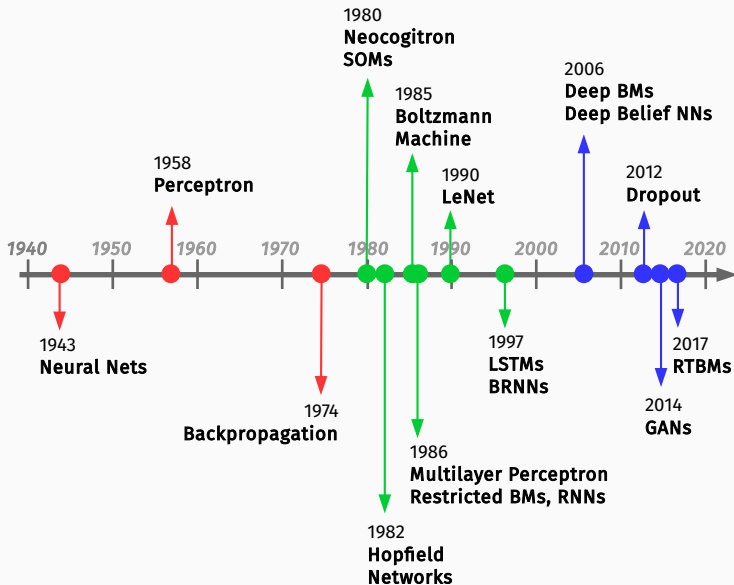 1980
Neocogitron
SOMs
2006
Deep BMs
Deep Belief NNs
1985
Boltzmann
Machine
1958
Perceptron
1990
LeNet
2012
Dropout
1940 1950 1960 1970 1980 1990 2000 2010 2020
1943
Neural Nets
1997
LSTMs
BRNNs
2017
RTBMs
1974
Backpropagation
2014
GANs
1986
Multilayer Perceptron
Restricted BMs, RNNs
1982
Hopfield
Networks